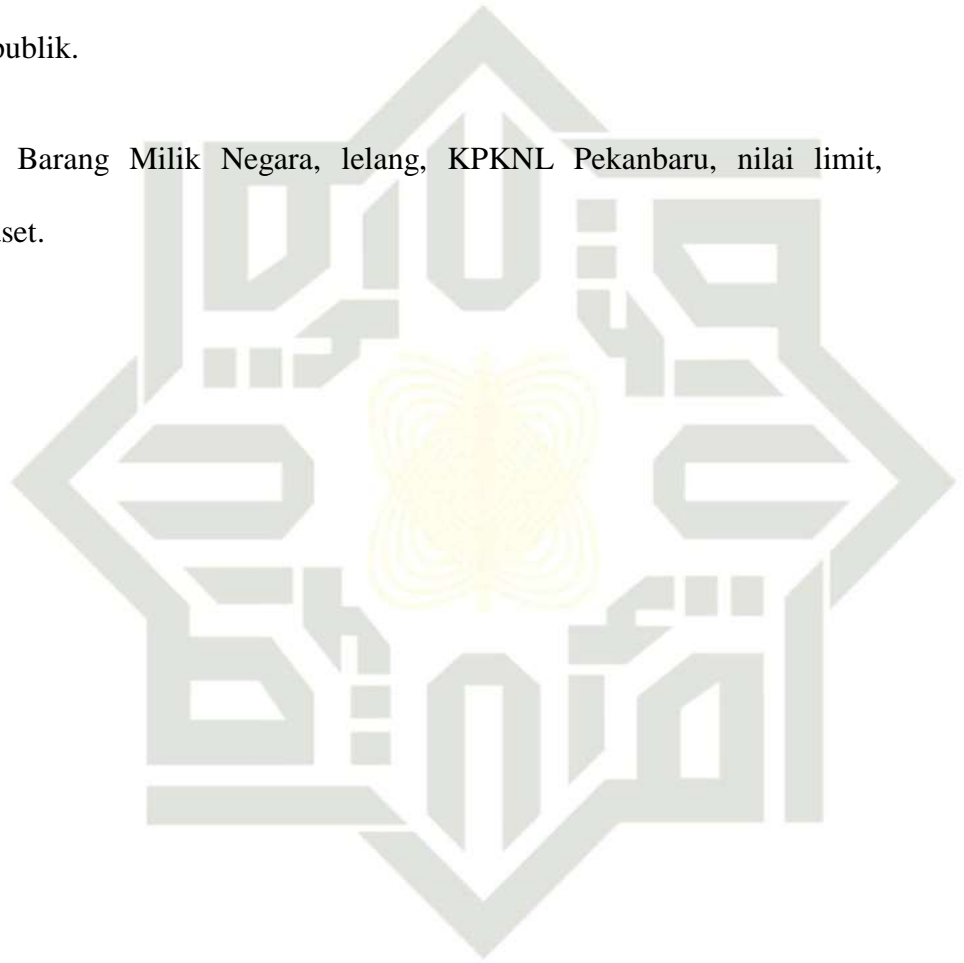 publik.
Barang Milik Negara, lelang, KPKNL Pekanbaru, nilai limit,
aset.